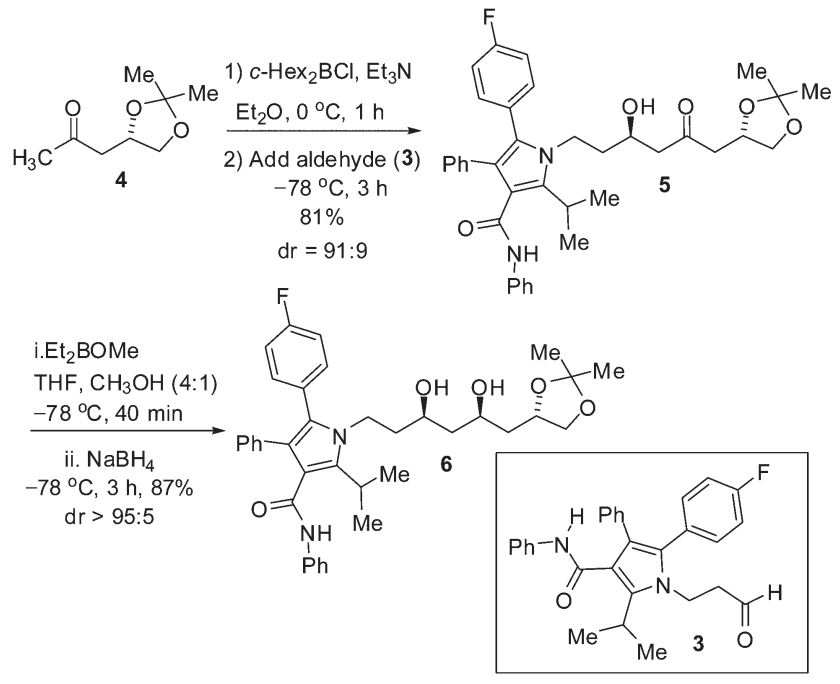 O
O
Me
Me
H3C
O
4
1) c-Hex2BCl, Et3N
Et2O, 0 °C, 1 h
2) Add aldehyde (3)
−78 °C, 3 h
81%
dr = 91:9
F
OH
O
O
Me
Me
O
N
Ph
5
O
NH
Ph
Me
Me
i.Et2BOMe
THF, CH3OH (4:1)
−78 °C, 40 min
ii. NaBH4
−78 °C, 3 h, 87%
dr > 95:5
F
OH
OH
O
Me
Me
O
N
Ph
6
O
NH
Ph
Me
Me
F
H
Ph
Ph
N
O
N
H
O
Me
Me
3